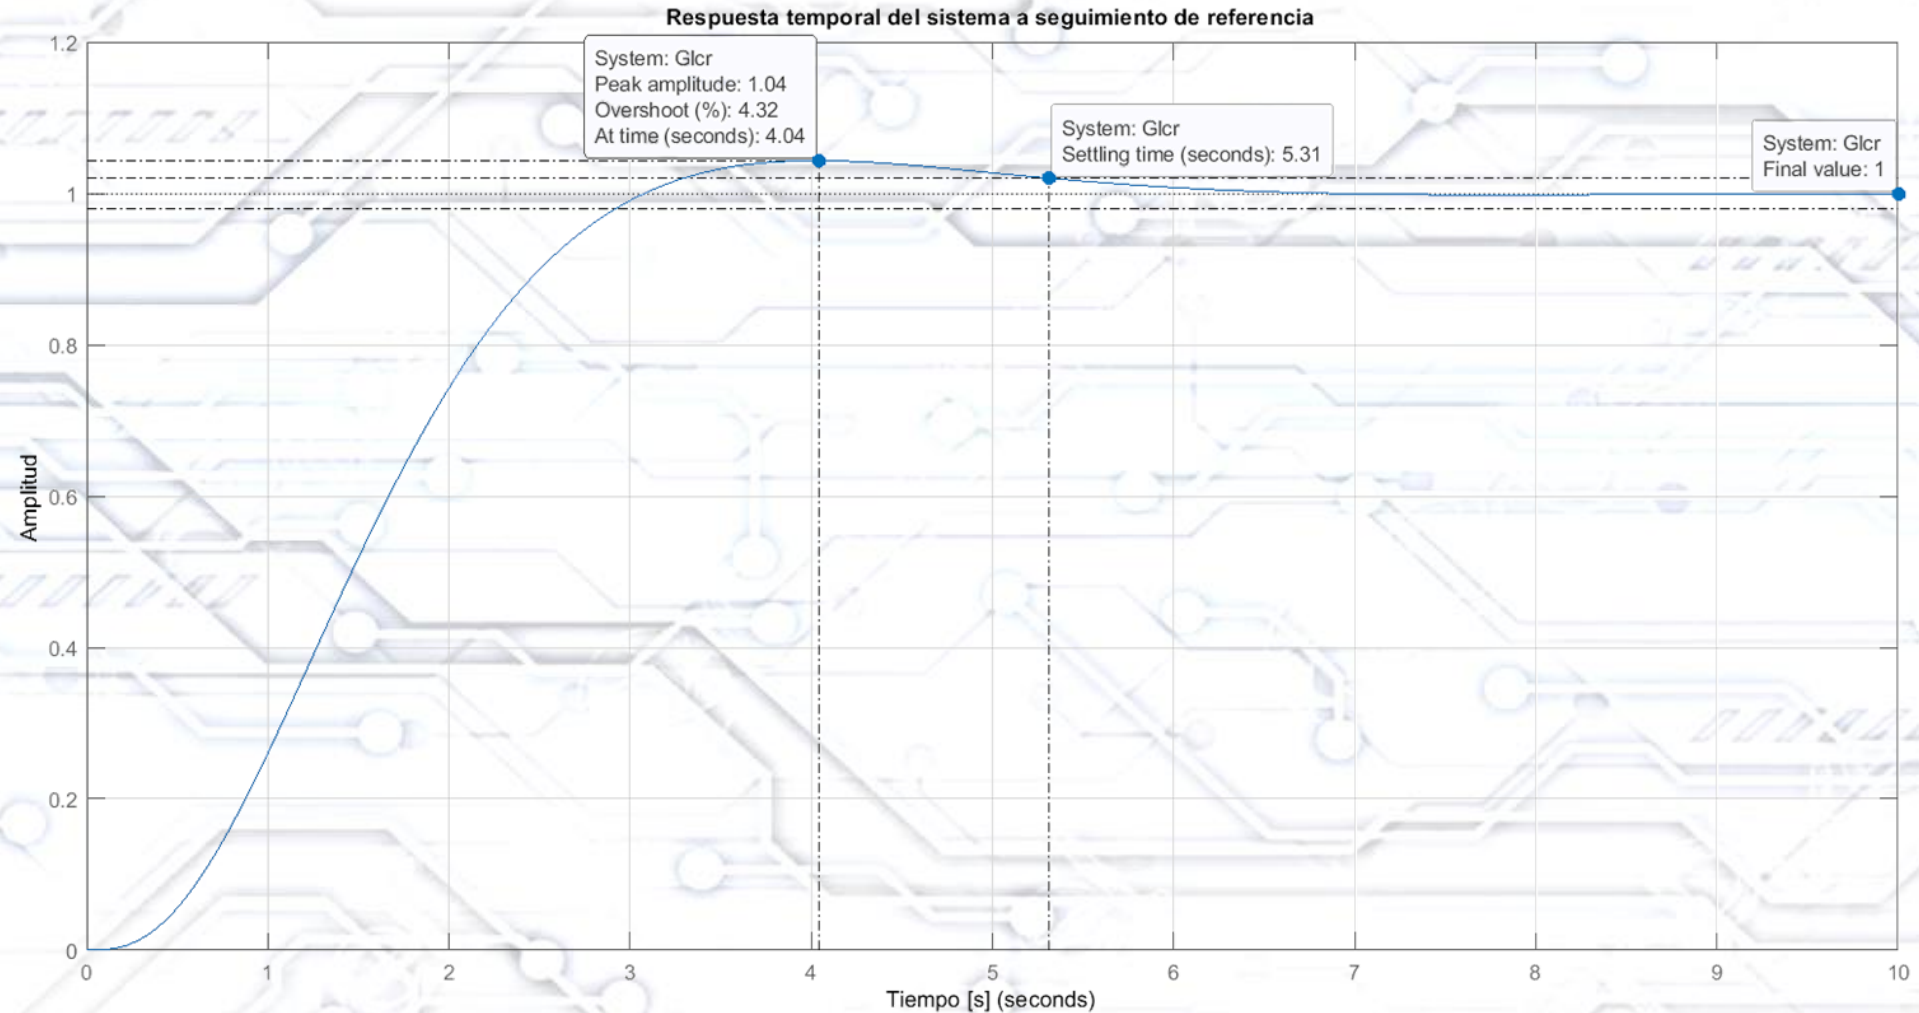 Respuesta temporal del sistema a seguimiento de referencia
System: Glcr
Peak amplitude: 1.04
Overshoot (%): 4.32
At time (seconds): 4.04
System: Glcr
Settling time (seconds): 5.31
System: Glcr
Final value: 1
Amplitud
1.2
1
0.8
0.6
0.4
0.2
0
0 1 2 3 4 5 6 7 8 9 10
Tiempo [s] (seconds)